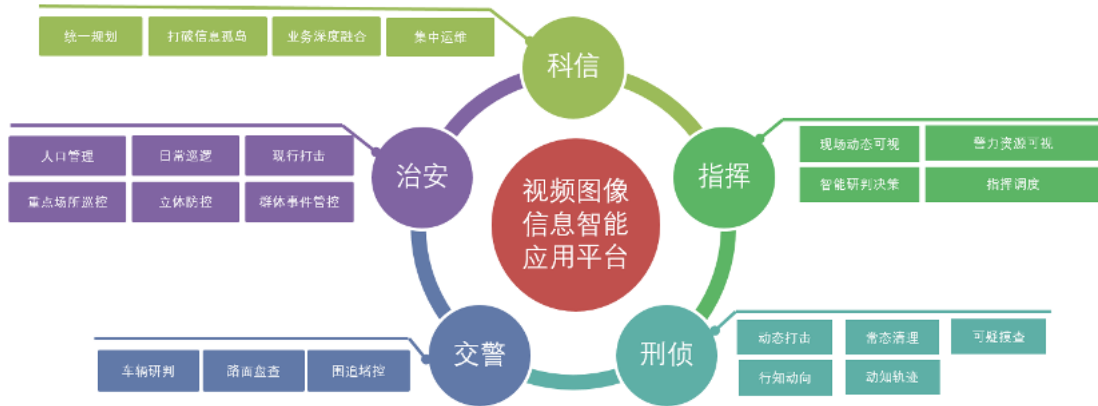 统一规划
打破信息孤岛
业务深度融合
集中运维
科信
人口管理
日常巡逻
现行打击
重点场所巡控
立体防控
群体事件管控
治安
指挥
现场动态可视
警力资源可视
智能研判决策
指挥调度
视频图像
信息智能
应用平台
车辆研判
路面盘查
围追堵控
交警
刑侦
动态打击
常态清理
可疑摸查
行知动向
动知轨迹